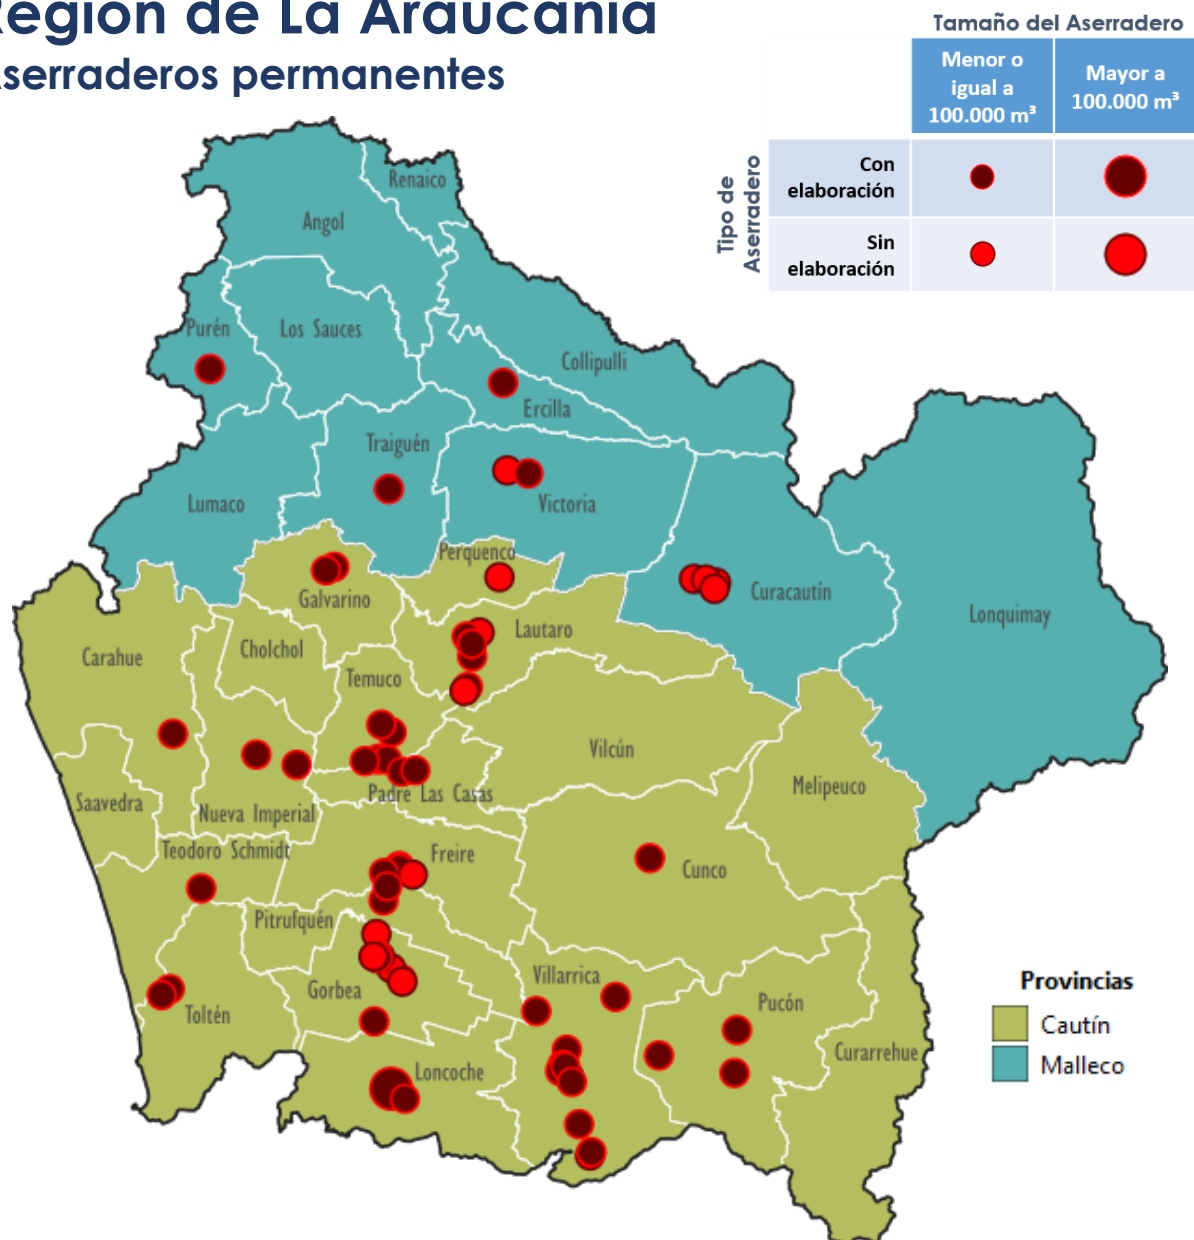 Región de La Araucanía
Aserraderos permanentes
Tamaño del Aserradero
Menor o
igual a
100.000 m³
Mayor a
100.000 m³
Tipo de
Aserradero
Con
elaboración
Sin
elaboración
Renaico
Angol
Purén
Los Sauces
Collipulli
Ercilla
Traiguén
Lumaco
Victoria
Perquenco
Galvarino
Curacautín
Lonquimay
Lautaro
Cholchol
Carahue
Temuco
Vilcún
Melipeuco
Padre Las Casas
Saavedra
Nueva Imperial
Teodoro Schmidt
Freire
Cunco
Pitrufquén
Villarrica
Gorbea
Pucón
Toltén
Curarrehue
Loncoche
Provincias
Cautín
Malleco